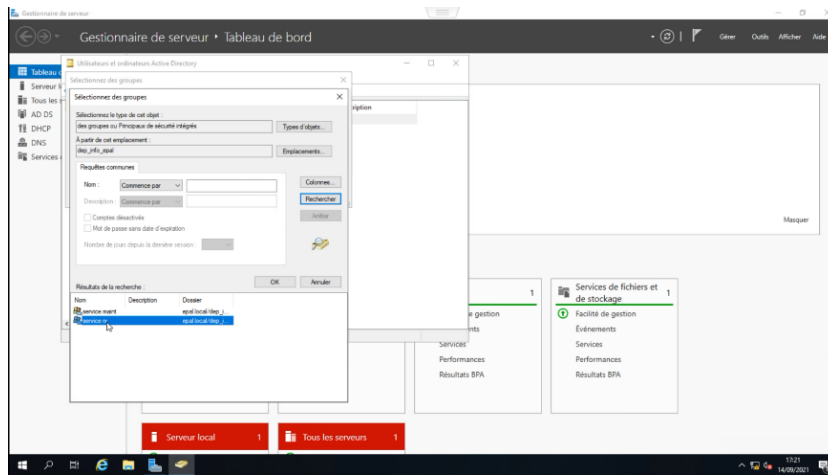 Gestionnaire de serveur
Gestionnaire de serveur • Tableau de bord
Gérer Outils Afficher Aide
Tableau
Serveur
Tous les
AD DS
DHCP
DNS
Services
Utilisateurs et ordinateurs Active Directory
Sélectionnez des groupes
Sélectionnez des groupes
Sélectionnez le type de cet objet :
des groupes ou Principaux de sécurité intégrés
Types d'objets...
À partir de cet emplacement :
dep_info_epal
Emplacements...
Requêtes communes
Nom :
Commence par
Colonnes...
Description :
Commence par
Rechercher
Comptes désactivés
Arrêter
Mot de passe sans date d'expiration
Nombre de jours depuis la dernière session :
OK
Annuler
Résultats de la recherche :
Nom Description Dossier
service maint epal.local/dep_i...
service epal.local/dep_i...
Masquer
1
de gestion
Services
Performances
Résultats BPA
Services de fichiers et de stockage
1
Facilité de gestion
Événements
Services
Performances
Résultats BPA
Serveur local 1
Tous les serveurs 1
17:21
14/09/2021